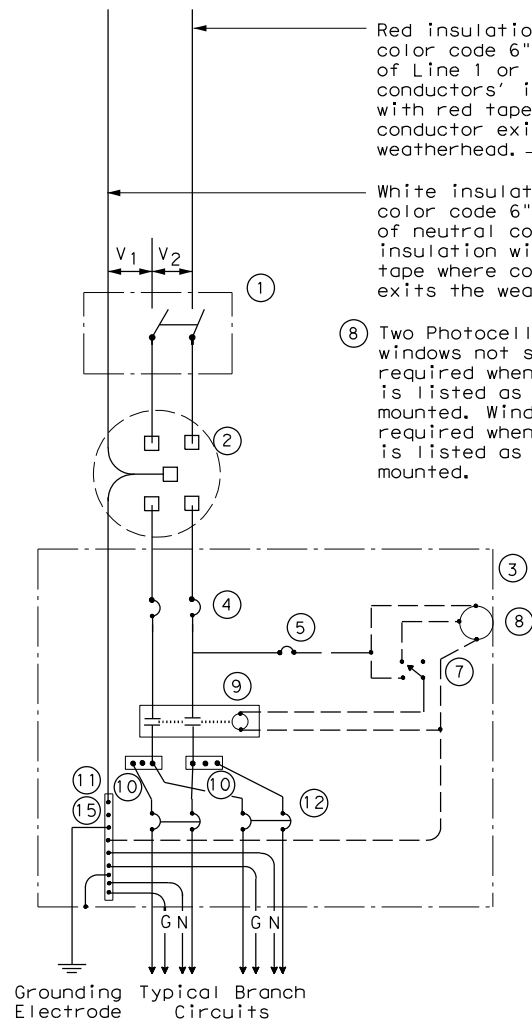 Red insulatio
color code 6"
of Line 1 or
conductors' i
with red tape
conductor exi
weatherhead.
White insulat
color code 6"
of neutral co
insulation wi
tape where co
exits the wea
V1 V2
1
8 Two Photocell
windows not s
required when
is listed as
mounted. Wind
required when
is listed as
mounted.
2
3
4
5
8
7
9
11 10 10
15 12
G N G N
Grounding Typical Branch
Electrode Circuits